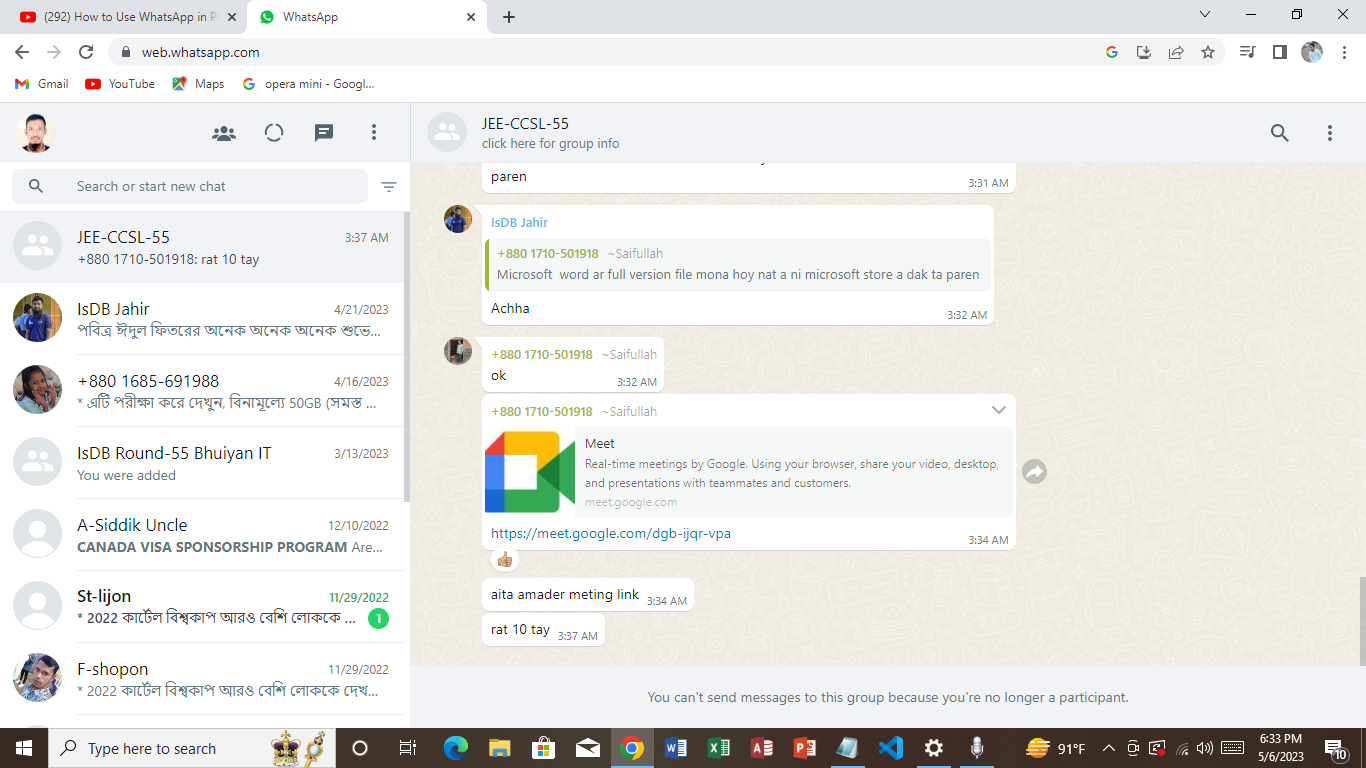 (292) How to Use WhatsApp in P
WhatsApp
web.whatsapp.com
Gmail
YouTube
Maps
opera mini - Googl...
JEE-CCSL-55
click here for group info
Search or start new chat
JEE-CCSL-55
3:37 AM
+880 1710-501918: rat 10 tay
IsDB Jahir
4/21/2023
পবিত্র ঈদুল ফিতরের অনেক অনেক অনেক শুভে...
+880 1685-691988
4/16/2023
* এটি পরীক্ষা করে দেখুন, বিনামূল্যে 50GB (সমস্ত ...
IsDB Round-55 Bhuiyan IT
3/13/2023
You were added
A-Siddik Uncle
12/10/2022
CANADA VISA SPONSORSHIP PROGRAM Are...
St-lijon
11/29/2022
* 2022 কার্টেল বিশ্বকাপ আরও বেশি লোককে ...
1
F-shopon
11/29/2022
* 2022 কার্টেল বিশ্বকাপ আরও বেশি লোককে দেখ...
paren
3:31 AM
IsDB Jahir
+880 1710-501918 ~Saifullah
Microsoft word ar full version file mona hoy nat a ni microsoft store a dak ta paren
Achha
3:32 AM
+880 1710-501918 ~Saifullah
ok
3:32 AM
+880 1710-501918 ~Saifullah
Meet
Real-time meetings by Google. Using your browser, share your video, desktop,
and presentations with teammates and customers.
meet.google.com
https://meet.google.com/dgb-ijqr-vpa
3:34 AM
aita amader meting link 3:34 AM
rat 10 tay 3:37 AM
You can't send messages to this group because you're no longer a participant.
Type here to search
91°F
6:33 PM
5/6/2023
10